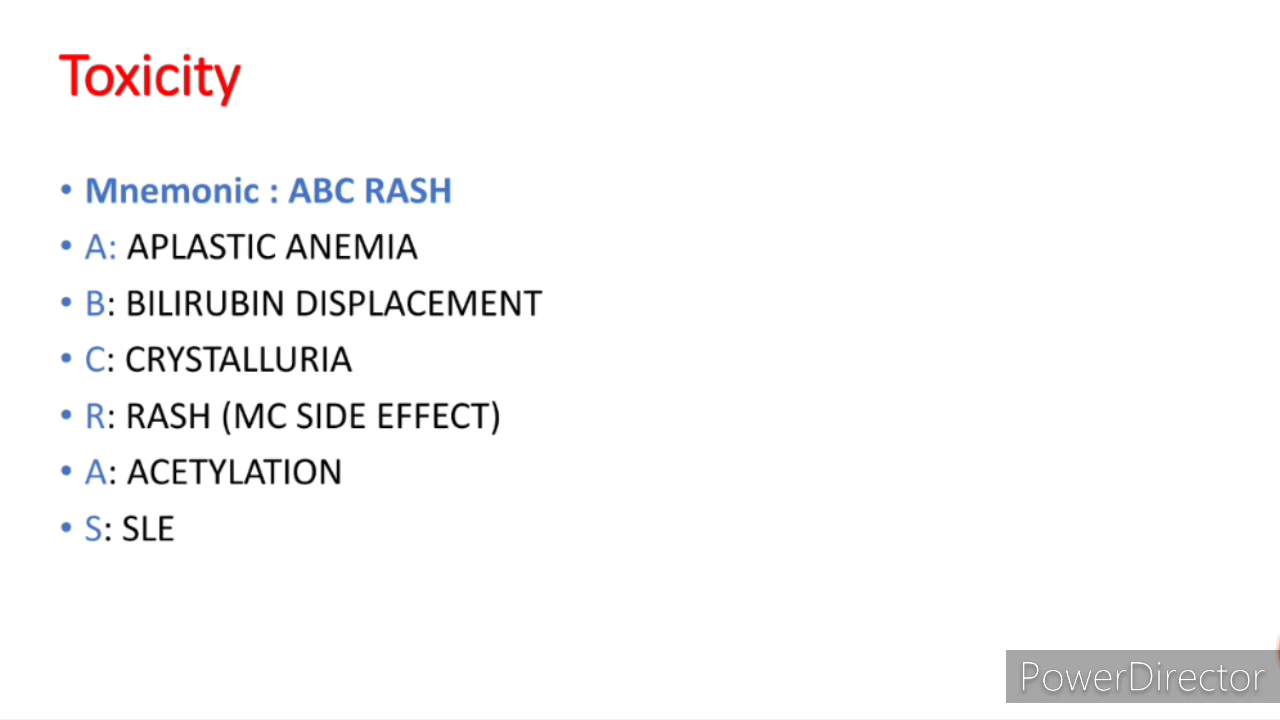 Toxicity
• Mnemonic : ABC RASH
• A: APLASTIC ANEMIA
• B: BILIRUBIN DISPLACEMENT
• C: CRYSTALLURIA
• R: RASH (MC SIDE EFFECT)
• A: ACETYLATION
• S: SLE
PowerDirector